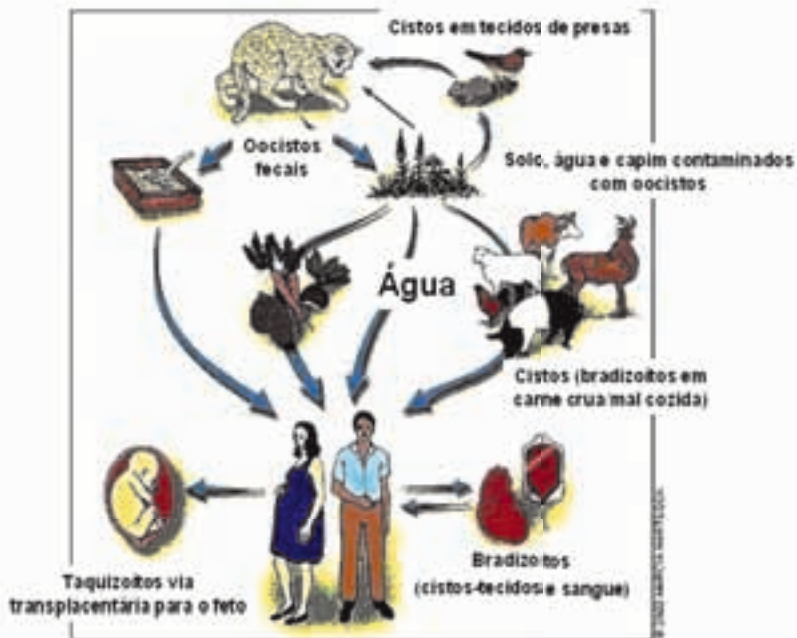 Cistos em tecidos de presas
Oocistos
fecais
Solo, água e capim contaminados
com oocistos
Água
Cistos (bradizoítos em
carne crua/mal cozida)
Taquizoítos via
transplacentária para o feto
Bradizoítos
(cistos-tecidos e sangue)